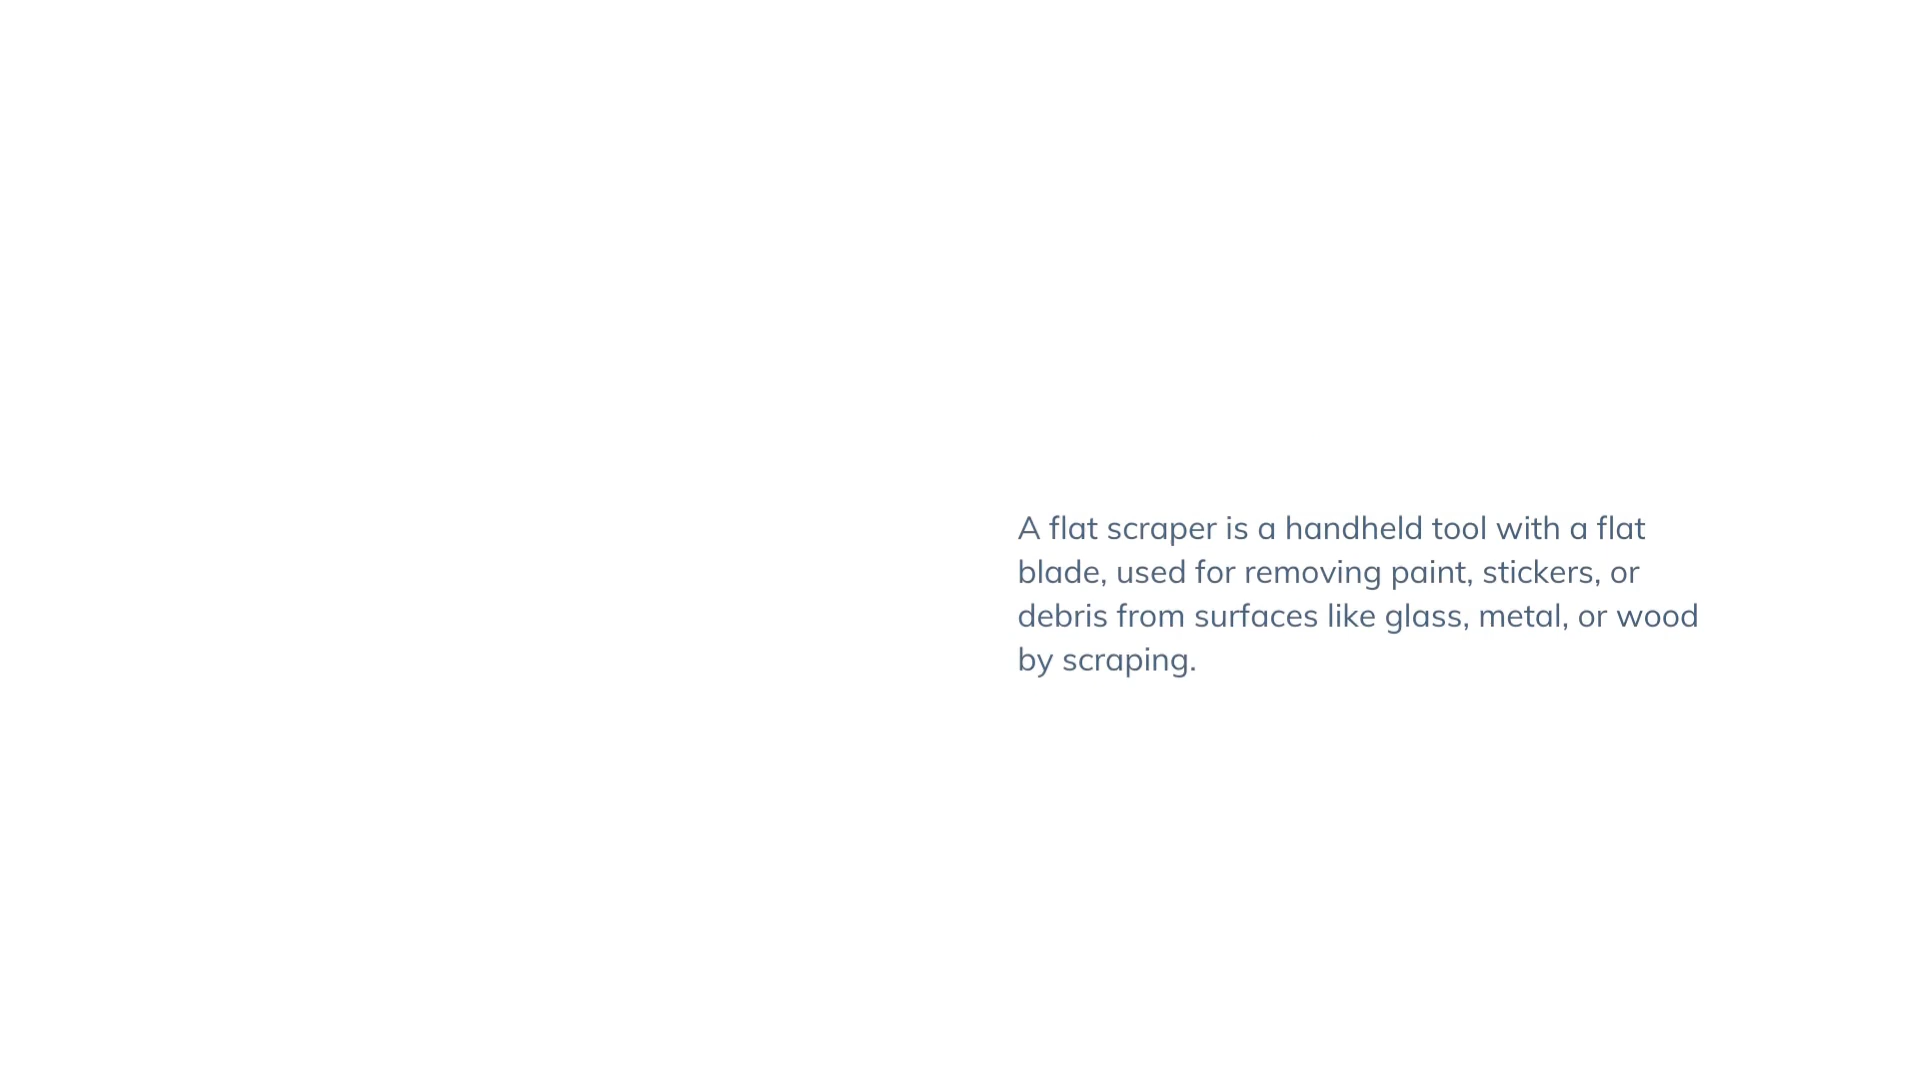 A flat scraper is a handheld tool with a flat
blade, used for removing paint, stickers, or
debris from surfaces like glass, metal, or wood
by scraping.